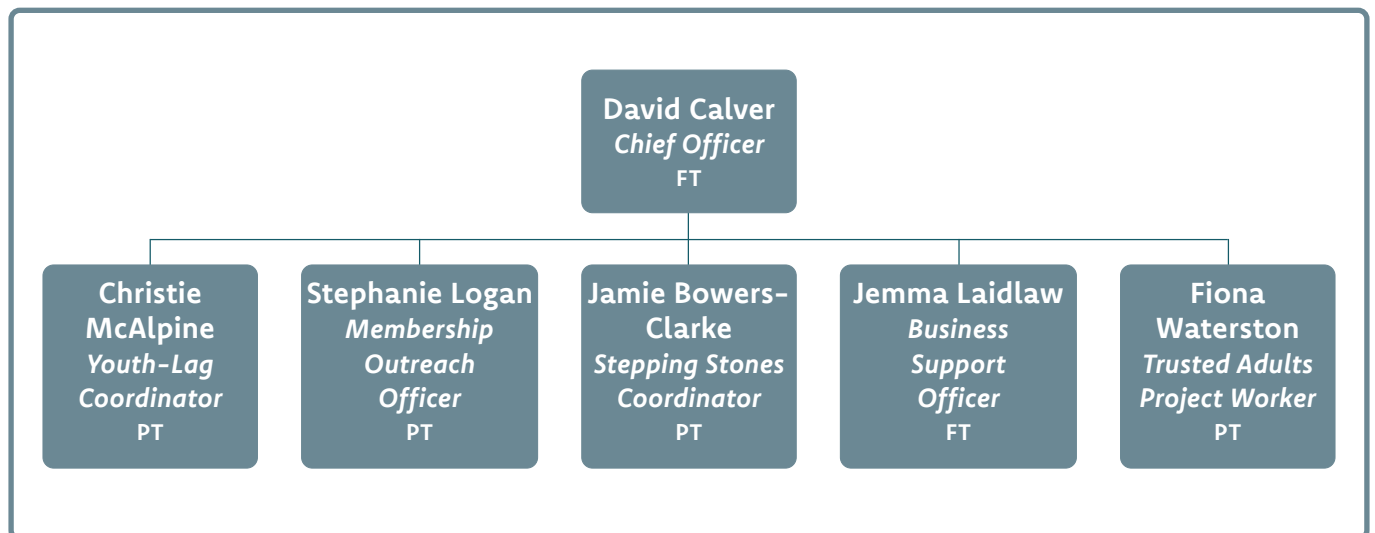 David Calver
Chief Officer
FT
Christie
McAlpine
Youth-Lag
Coordinator
PT
Stephanie Logan
Membership
Outreach
Officer
PT
Jamie Bowers-
Clarke
Stepping Stones
Coordinator
PT
Jemma Laidlaw
Business
Support
Officer
FT
Fiona
Waterston
Trusted Adults
Project Worker
PT